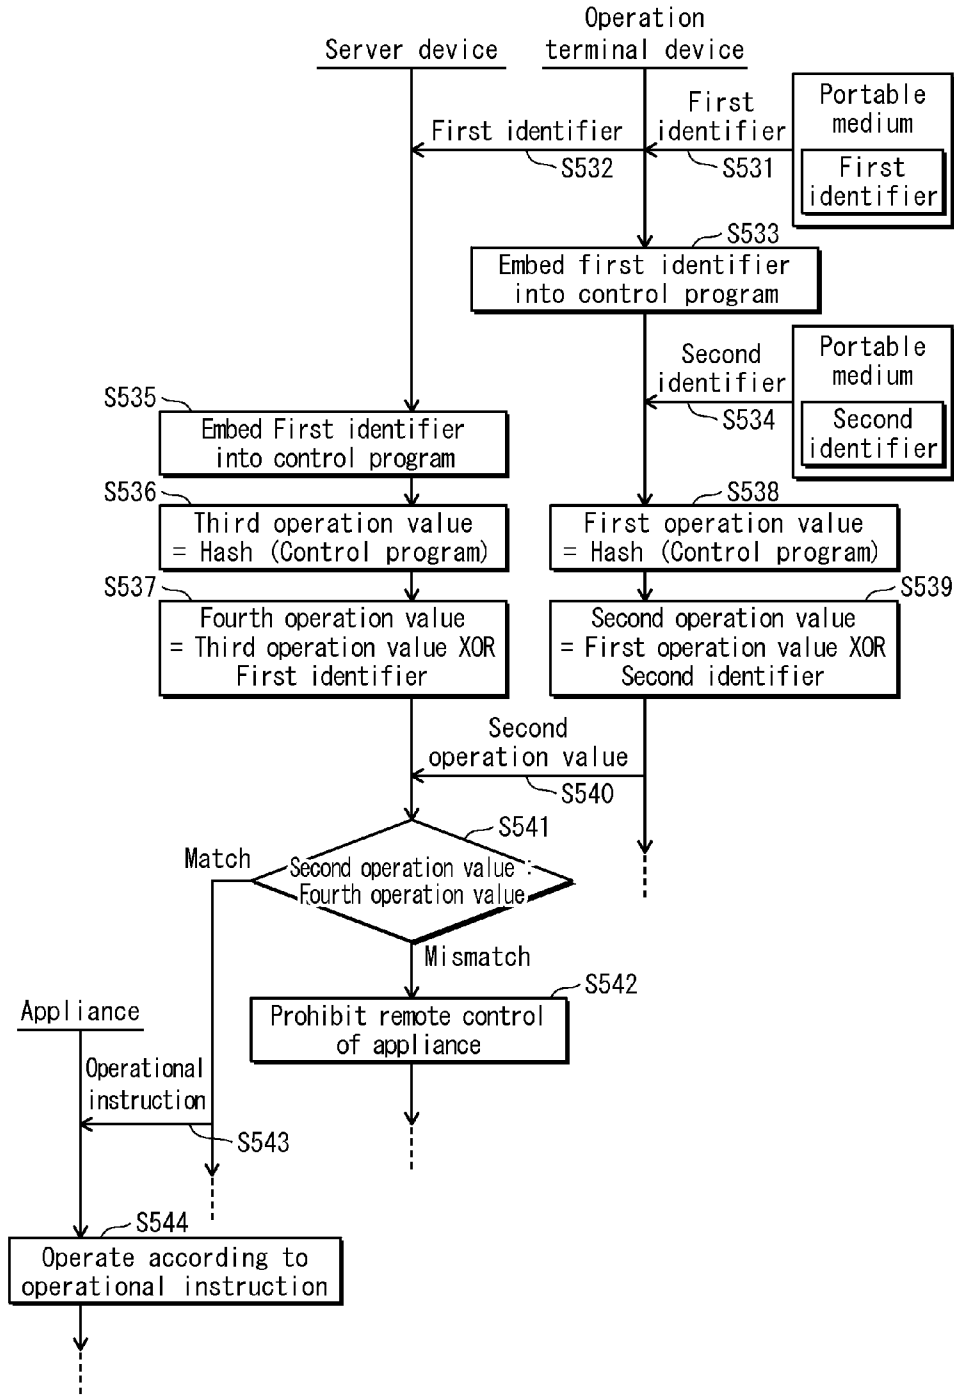 Operation
Server device
terminal device
First
identifier
First identifier
S531
S532
Portable
medium
First
identifier
S533
Embed first identifier
into control program
Second
identifier
S534
Portable
medium
Second
identifier
S535
Embed First identifier
into control program
S536
Third operation value
= Hash (Control program)
S538
First operation value
= Hash (Control program)
S537
Fourth operation value
= Third operation value XOR
First identifier
S539
Second operation value
= First operation value XOR
Second identifier
Second
operation value
S540
S541
Match
Second operation value :
Fourth operation value
Mismatch
S542
Prohibit remote control
of appliance
Appliance
Operational
instruction
S543
S544
Operate according to
operational instruction